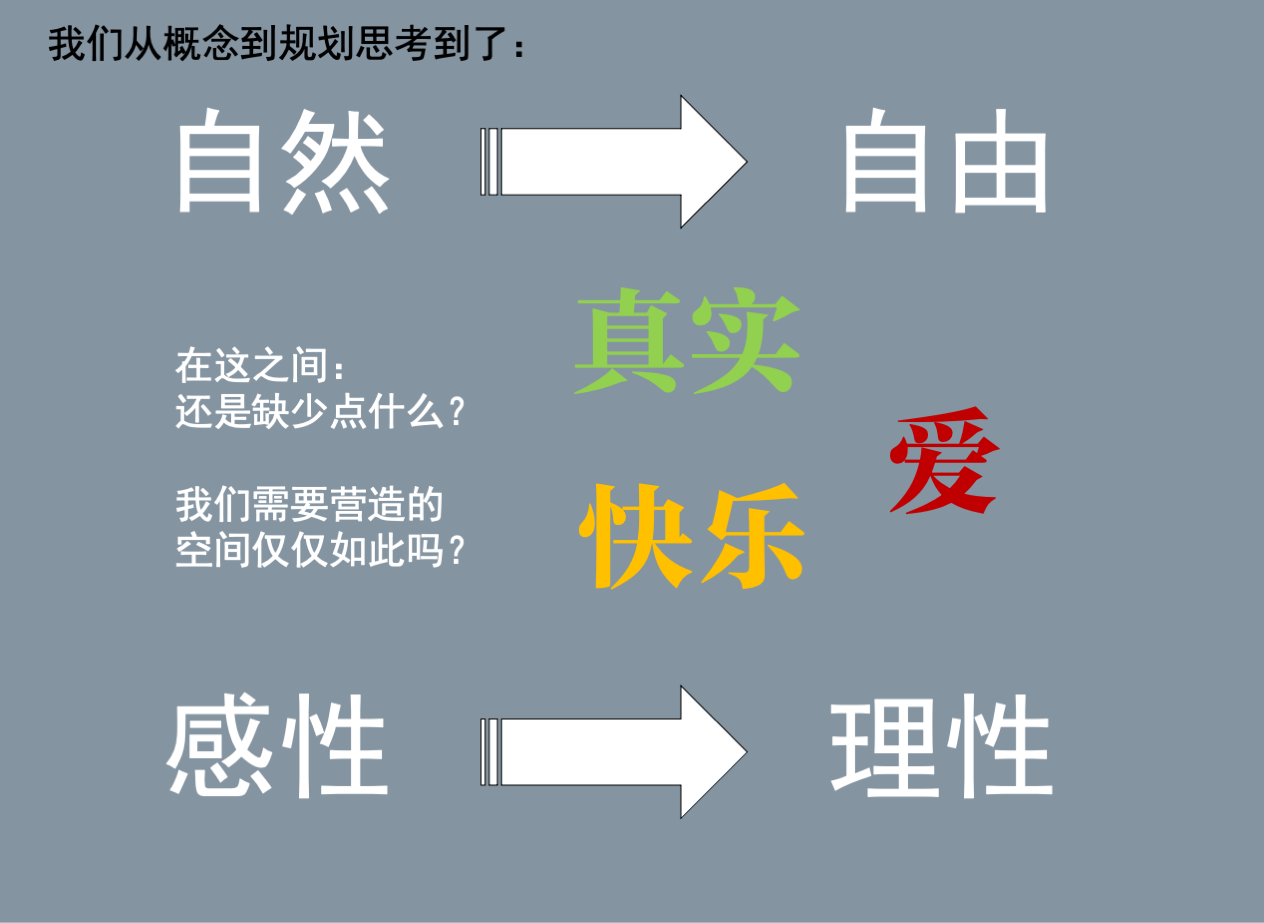 我们从概念到规划思考到了：
自然
自由
真实
在这之间：
还是缺少点什么？
爱
快乐
我们需要营造的
空间仅仅如此吗？
感性
理性